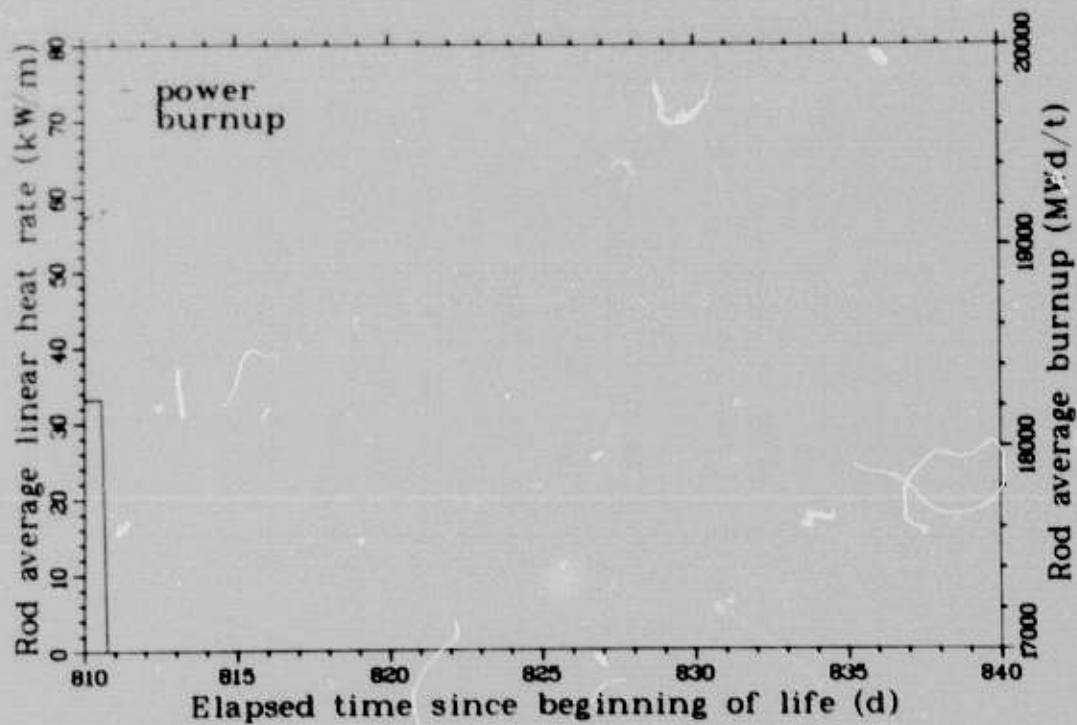 Rod average linear heat rate (kW/m)
80
70
60
50
40
30
20
10
0
power
burnup
20000
19000
18000
17000
Rod average burnup (MWd/t)
810 815 820 825 830 835 840
Elapsed time since beginning of life (d)